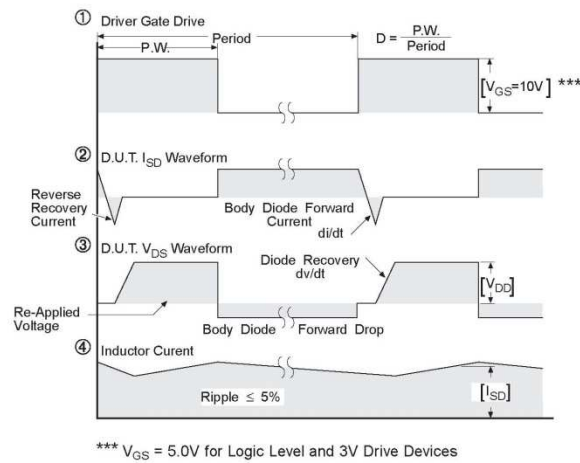 ① Driver Gate Drive
P.W.
Period
D = P.W. / Period
[VGS=10V] ***
② D.U.T. ISD Waveform
Reverse
Recovery
Current
Body Diode Forward
Current
di/dt
③ D.U.T. VDS Waveform
Diode Recovery
dv/dt
[VDD]
Re-Applied
Voltage
Body Diode Forward Drop
④ Inductor Curent
Ripple ≤ 5%
[ISD]
*** VGS = 5.0V for Logic Level and 3V Drive Devices